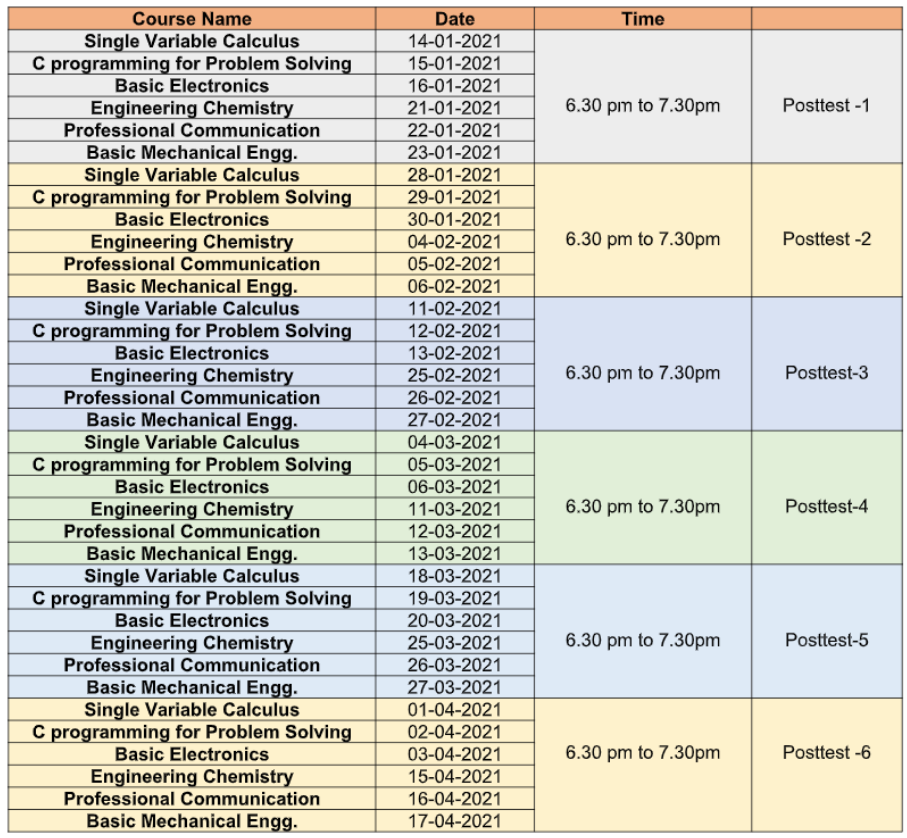 Course Name Date Time
Single Variable Calculus 14-01-2021
C programming for Problem Solving 15-01-2021
Basic Electronics 16-01-2021
Engineering Chemistry 21-01-2021 6.30 pm to 7.30pm Posttest -1
Professional Communication 22-01-2021
Basic Mechanical Engg. 23-01-2021
Single Variable Calculus 28-01-2021
C programming for Problem Solving 29-01-2021
Basic Electronics 30-01-2021
Engineering Chemistry 04-02-2021 6.30 pm to 7.30pm Posttest -2
Professional Communication 05-02-2021
Basic Mechanical Engg. 06-02-2021
Single Variable Calculus 11-02-2021
C programming for Problem Solving 12-02-2021
Basic Electronics 13-02-2021
Engineering Chemistry 25-02-2021 6.30 pm to 7.30pm Posttest-3
Professional Communication 26-02-2021
Basic Mechanical Engg. 27-02-2021
Single Variable Calculus 04-03-2021
C programming for Problem Solving 05-03-2021
Basic Electronics 06-03-2021
Engineering Chemistry 11-03-2021 6.30 pm to 7.30pm Posttest-4
Professional Communication 12-03-2021
Basic Mechanical Engg. 13-03-2021
Single Variable Calculus 18-03-2021
C programming for Problem Solving 19-03-2021
Basic Electronics 20-03-2021
Engineering Chemistry 25-03-2021 6.30 pm to 7.30pm Posttest-5
Professional Communication 26-03-2021
Basic Mechanical Engg. 27-03-2021
Single Variable Calculus 01-04-2021
C programming for Problem Solving 02-04-2021
Basic Electronics 03-04-2021 6.30 pm to 7.30pm Posttest -6
Engineering Chemistry 15-04-2021
Professional Communication 16-04-2021
Basic Mechanical Engg. 17-04-2021